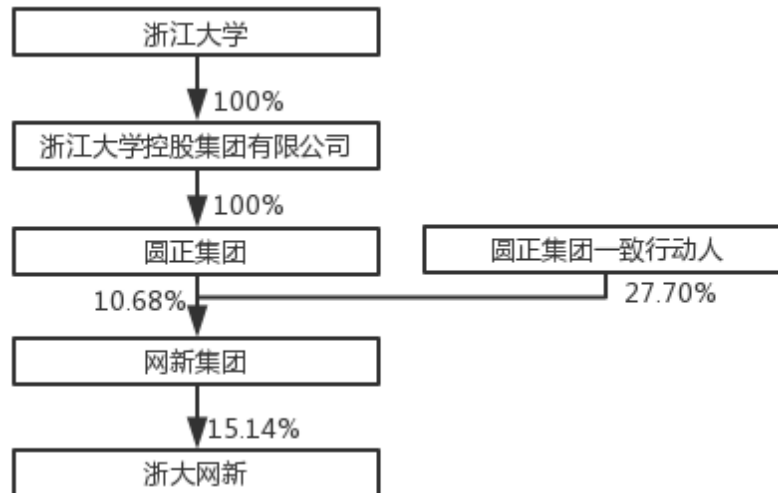 浙江大学
100%
浙江大学控股集团有限公司
100%
圆正集团
圆正集团一致行动人
10.68%
27.70%
网新集团
15.14%
浙大网新